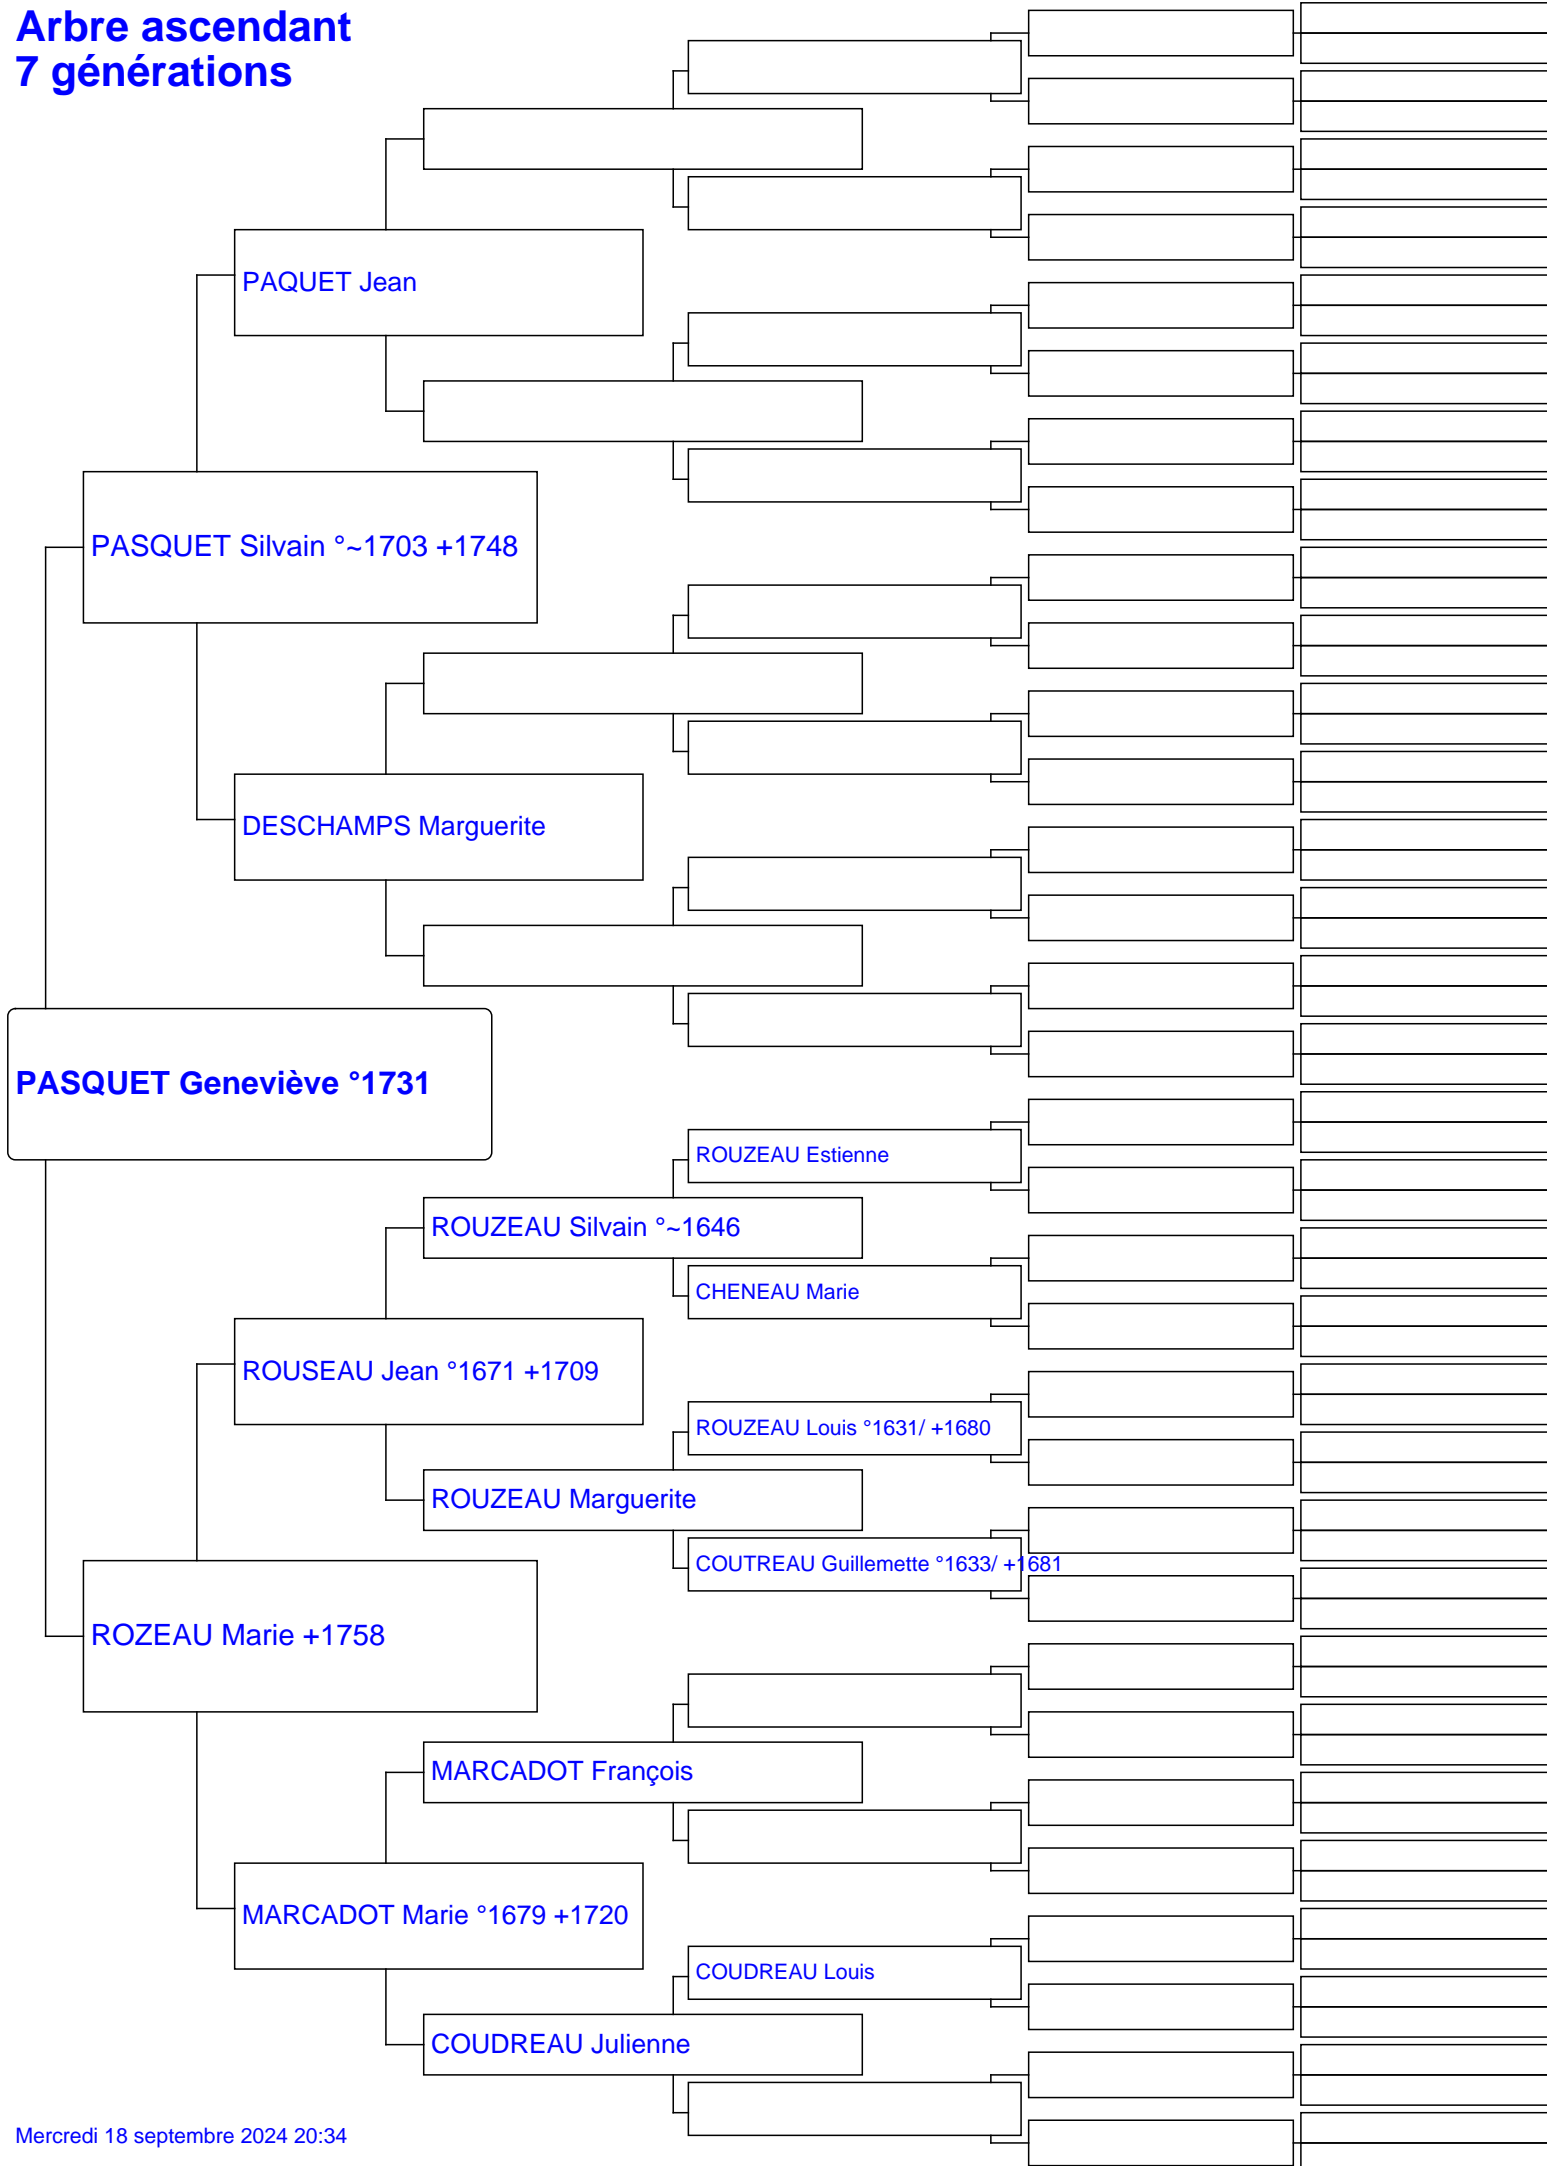 Arbre ascendant
7 générations
PAQUET Jean
PASQUET Silvain °~1703 +1748
DESCHAMPS Marguerite
PASQUET Geneviève °1731
ROUZEAU Estienne
ROUZEAU Silvain °~1646
CHENEAU Marie
ROUSEAU Jean °1671 +1709
ROUZEAU Louis °1631/ +1680
ROUZEAU Marguerite
COUTREAU Guillemette °1633/ +1681
ROZEAU Marie +1758
MARCADOT François
MARCADOT Marie °1679 +1720
COUDREAU Louis
COUDREAU Julienne
Mercredi 18 septembre 2024 20:34